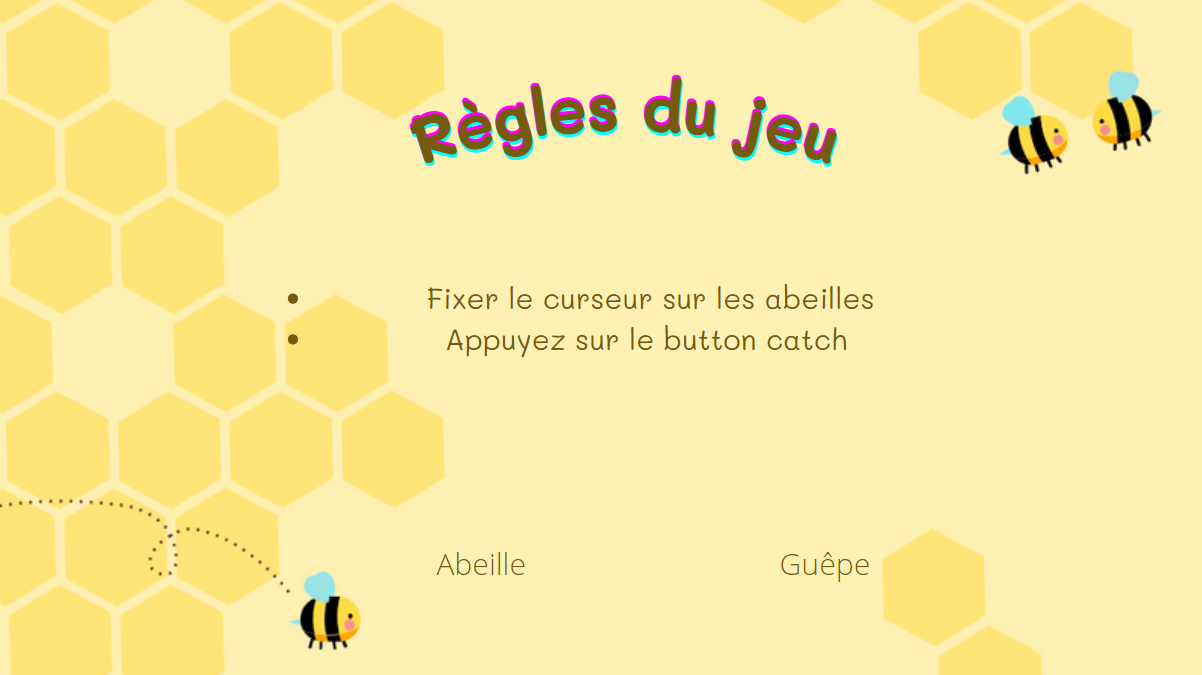 Règles du jeu
• Fixer le curseur sur les abeilles
• Appuyez sur le button catch
Abeille Guêpe